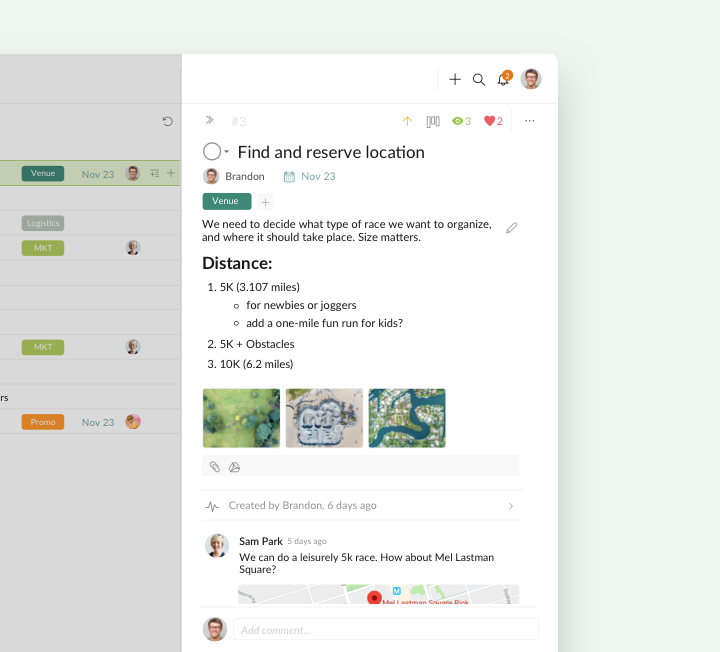 2
#3
3
2
Venue
Nov 23
Logistics
MKT
MKT
rs
Promo
Nov 23
Find and reserve location
Brandon
Nov 23
Venue
We need to decide what type of race we want to organize,
and where it should take place. Size matters.
Distance:
1. 5K (3.107 miles)
for newbies or joggers
add a one-mile fun run for kids?
2. 5K + Obstacles
3. 10K (6.2 miles)
Created by Brandon, 6 days ago
Sam Park 5 days ago
We can do a leisurely 5k race. How about Mel Lastman
Square?
M
Mel Lastman Square Rink
Add comment...